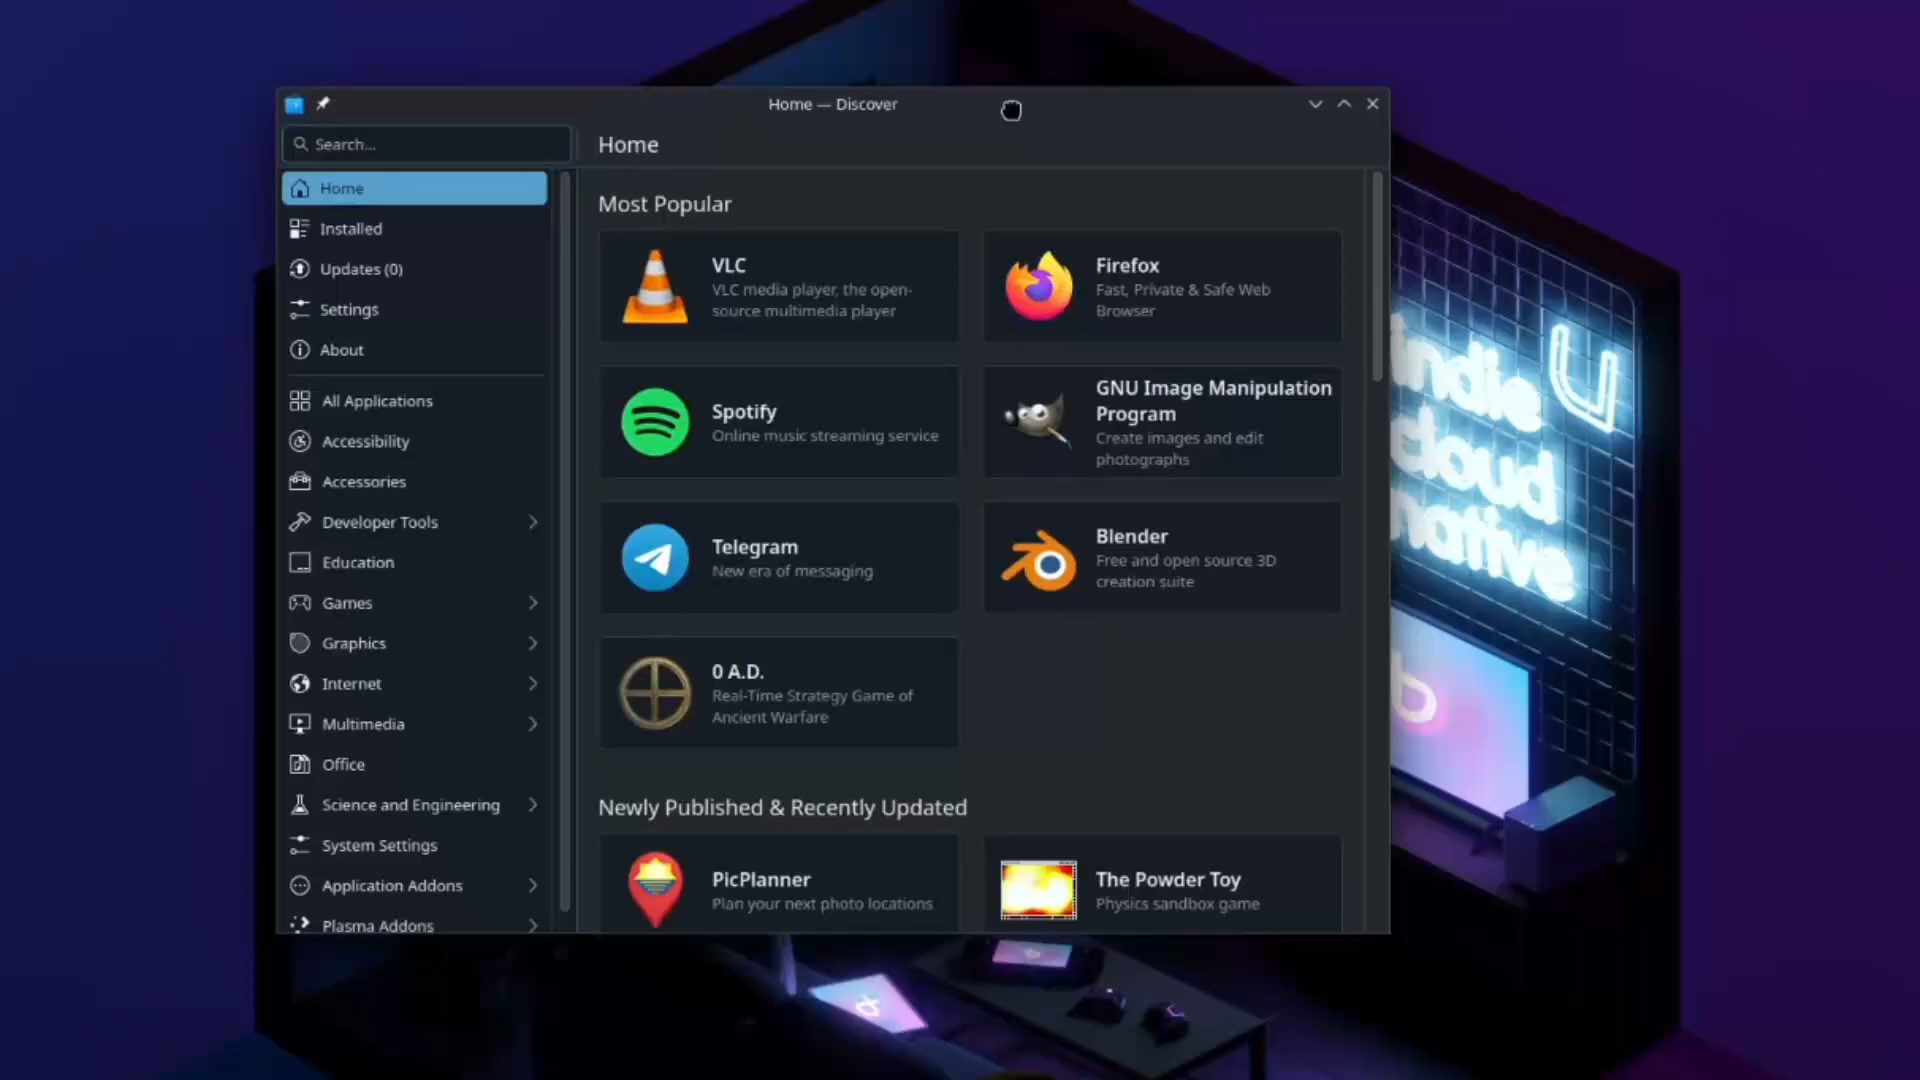 Home — Discover
Search...
Home
Home
Installed
Updates (0)
Settings
About
All Applications
Accessibility
Accessories
Developer Tools
Education
Games
Graphics
Internet
Multimedia
Office
Science and Engineering
System Settings
Application Addons
Plasma Addons
Most Popular
VLC
VLC media player, the open-
source multimedia player
Firefox
Fast, Private & Safe Web
Browser
Spotify
Online music streaming service
GNU Image Manipulation
Program
Create images and edit
photographs
Telegram
New era of messaging
Blender
Free and open source 3D
creation suite
0 A.D.
Real-Time Strategy Game of
Ancient Warfare
Newly Published & Recently Updated
PicPlanner
Plan your next photo locations
The Powder Toy
Physics sandbox game
indie
cloud
native
U
b